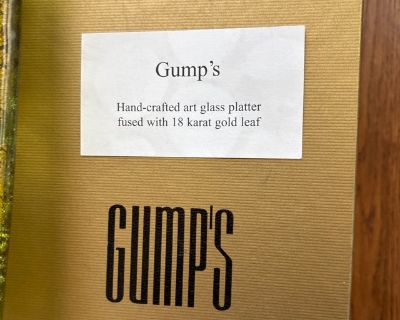 Gump's
Hand-crafted art glass platter
fused with 18 karat gold leaf
GUMP'S